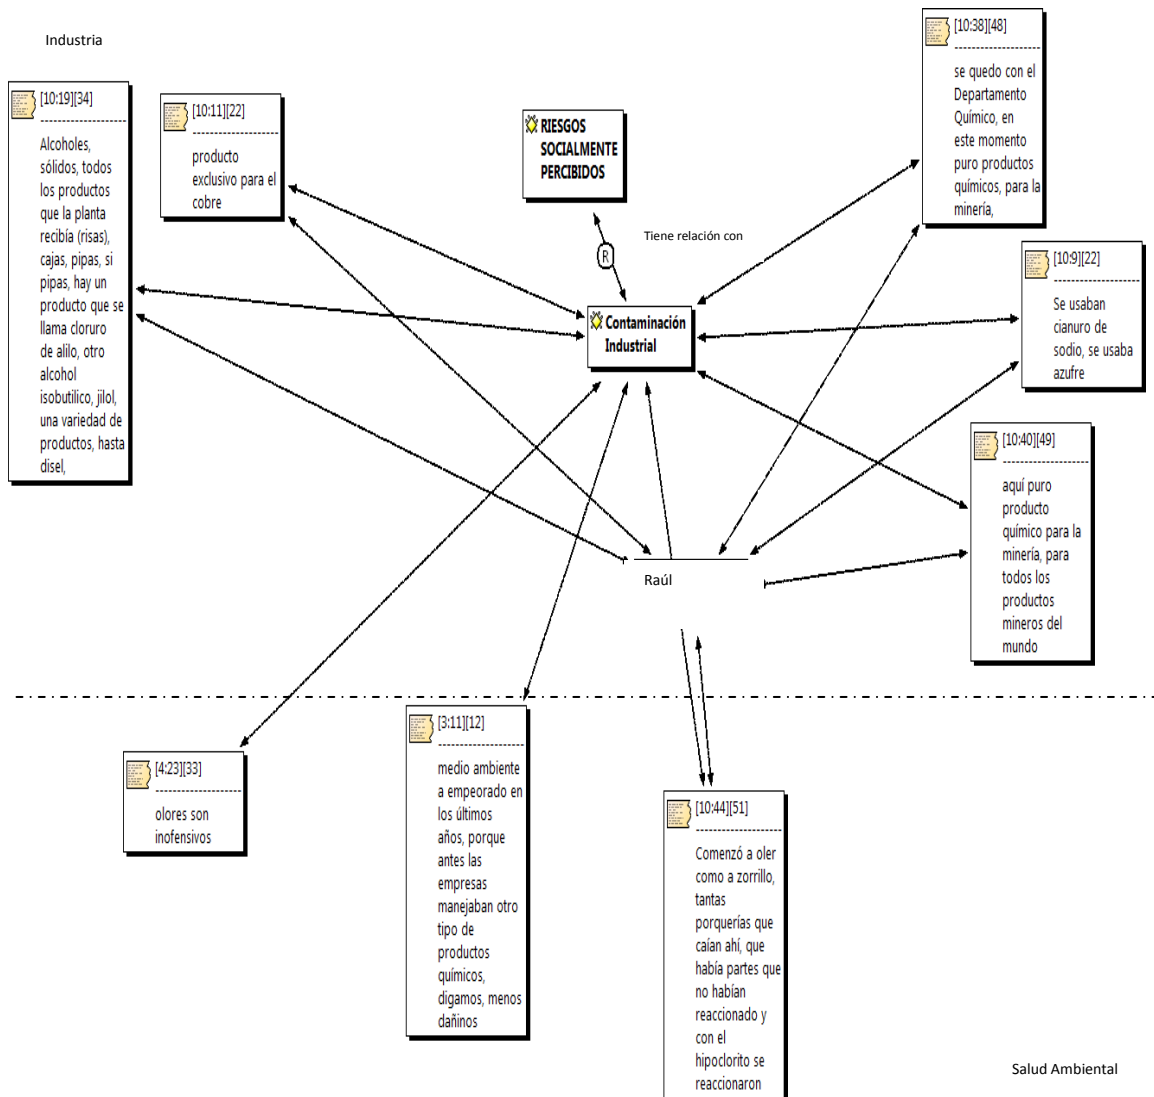 Industria
[10:19][34]
Alcoholes,
sólidos, todos
los productos
que la planta
recibía (risas),
cajas, pipas, si
pipas, hay un
producto que se
llama cloruro
de alilo, otro
alcohol
isobutilico, jilol,
una variedad de
productos, hasta
disel,
[10:11][22]
producto
exclusivo para el
cobre
RIESGOS
SOCIALMENTE
PERCIBIDOS
R
Tiene relación con
Contaminación
Industrial
[10:38][48]
se quedo con el
Departamento
Químico, en
este momento
puro productos
químicos, para la
minería,
[10:9][22]
Se usaban
cianuro de
sodio, se usaba
azufre
[10:40][49]
aquí puro
producto
químico para la
minería, para
todos los
productos
mineros del
mundo
Raúl
[4:23][33]
olores son
inofensivos
[3:11][12]
medio ambiente
a empeorado en
los últimos
años, porque
antes las
empresas
manejaban otro
tipo de
productos
químicos,
digamos, menos
dañinos
[10:44][51]
Comenzó a oler
como a zorrillo,
tantas
porquerías que
caían ahí, que
había partes que
no habían
reaccionado y
con el
hipoclorito se
reaccionaron
Salud Ambiental